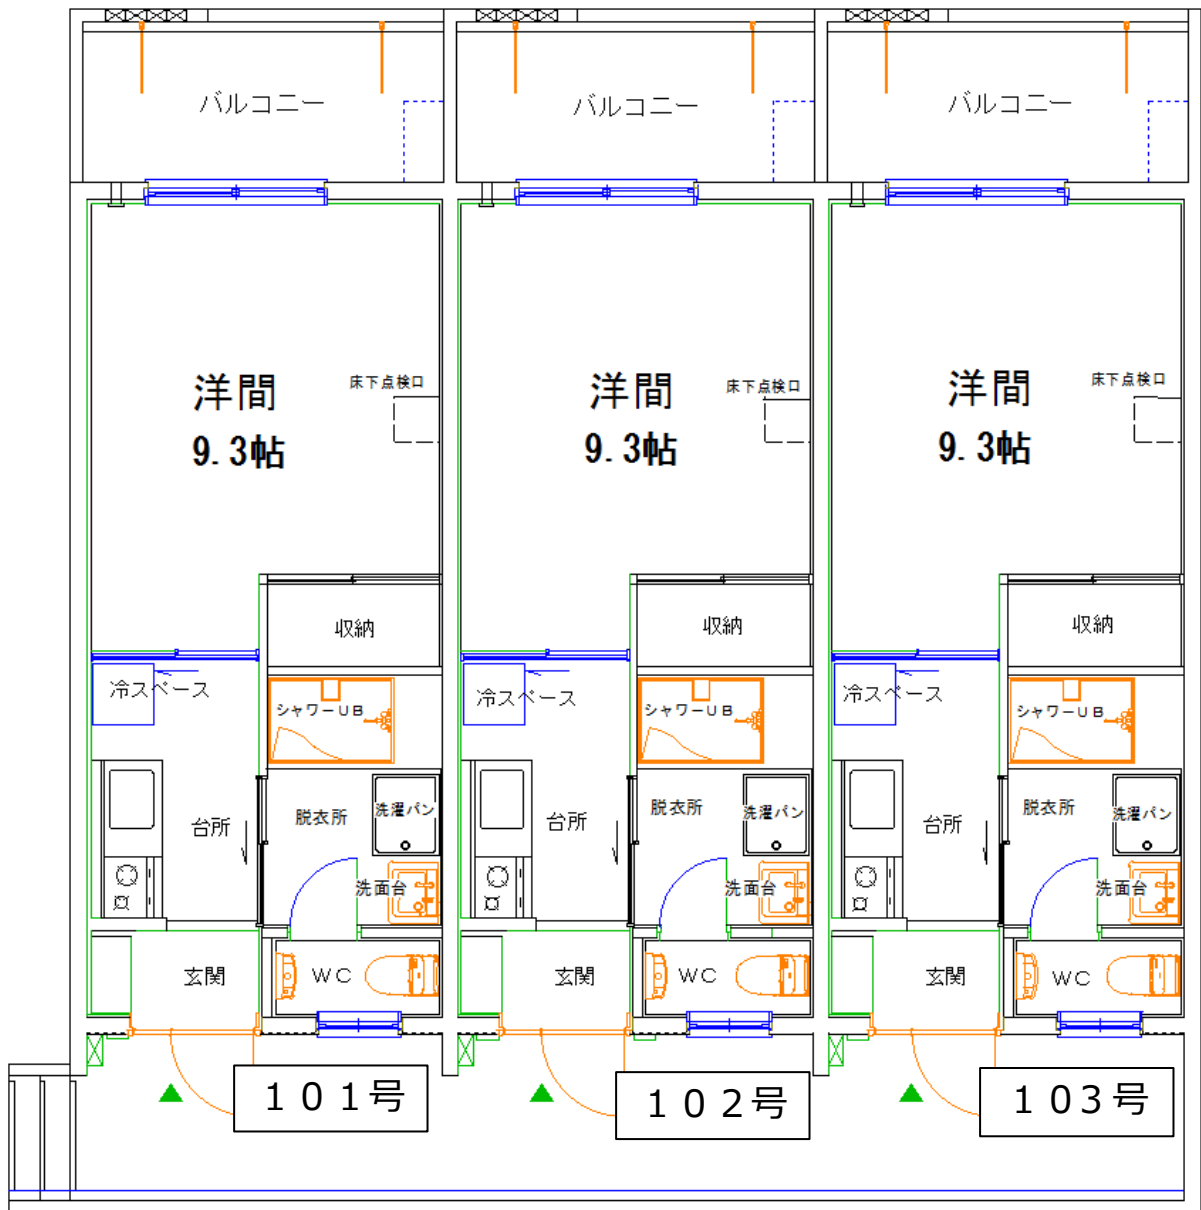 バルコニー
バルコニー
バルコニー
洋間
9.3帖
床下点検口
洋間
9.3帖
床下点検口
洋間
9.3帖
床下点検口
収納
収納
収納
冷スペース
シャワーUB
冷スペース
シャワーUB
冷スペース
シャワーUB
台所
脱衣所
洗濯パン
洗面台
台所
脱衣所
洗濯パン
洗面台
台所
脱衣所
洗濯パン
洗面台
玄関
WC
玄関
WC
玄関
WC
101号
102号
103号